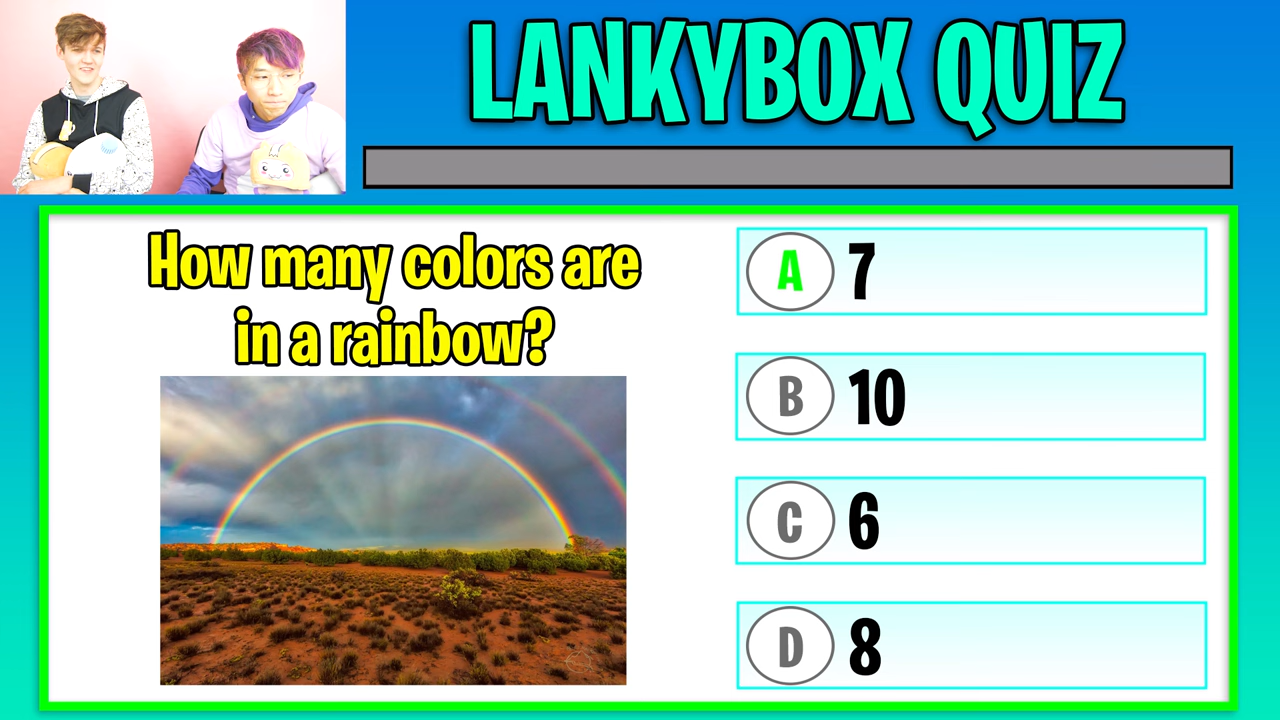 LANKYBOX QUIZ
How many colors are
in a rainbow?
A 7
B 10
C 6
D 8